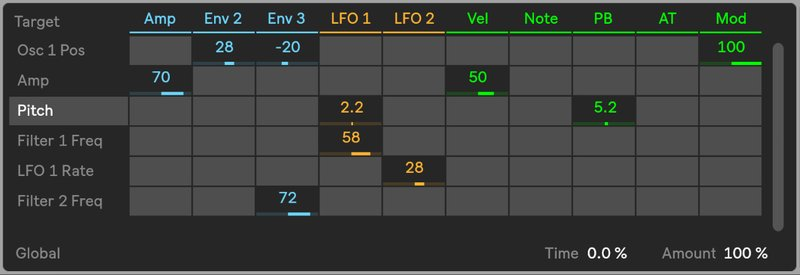 Target Amp Env 2 Env 3 LFO 1 LFO 2 Vel Note PB AT Mod
Osc 1 Pos 28 -20 100
Amp 70 50
Pitch 2.2 5.2
Filter 1 Freq 58
LFO 1 Rate 28
Filter 2 Freq 72
Global Time 0.0 % Amount 100 %